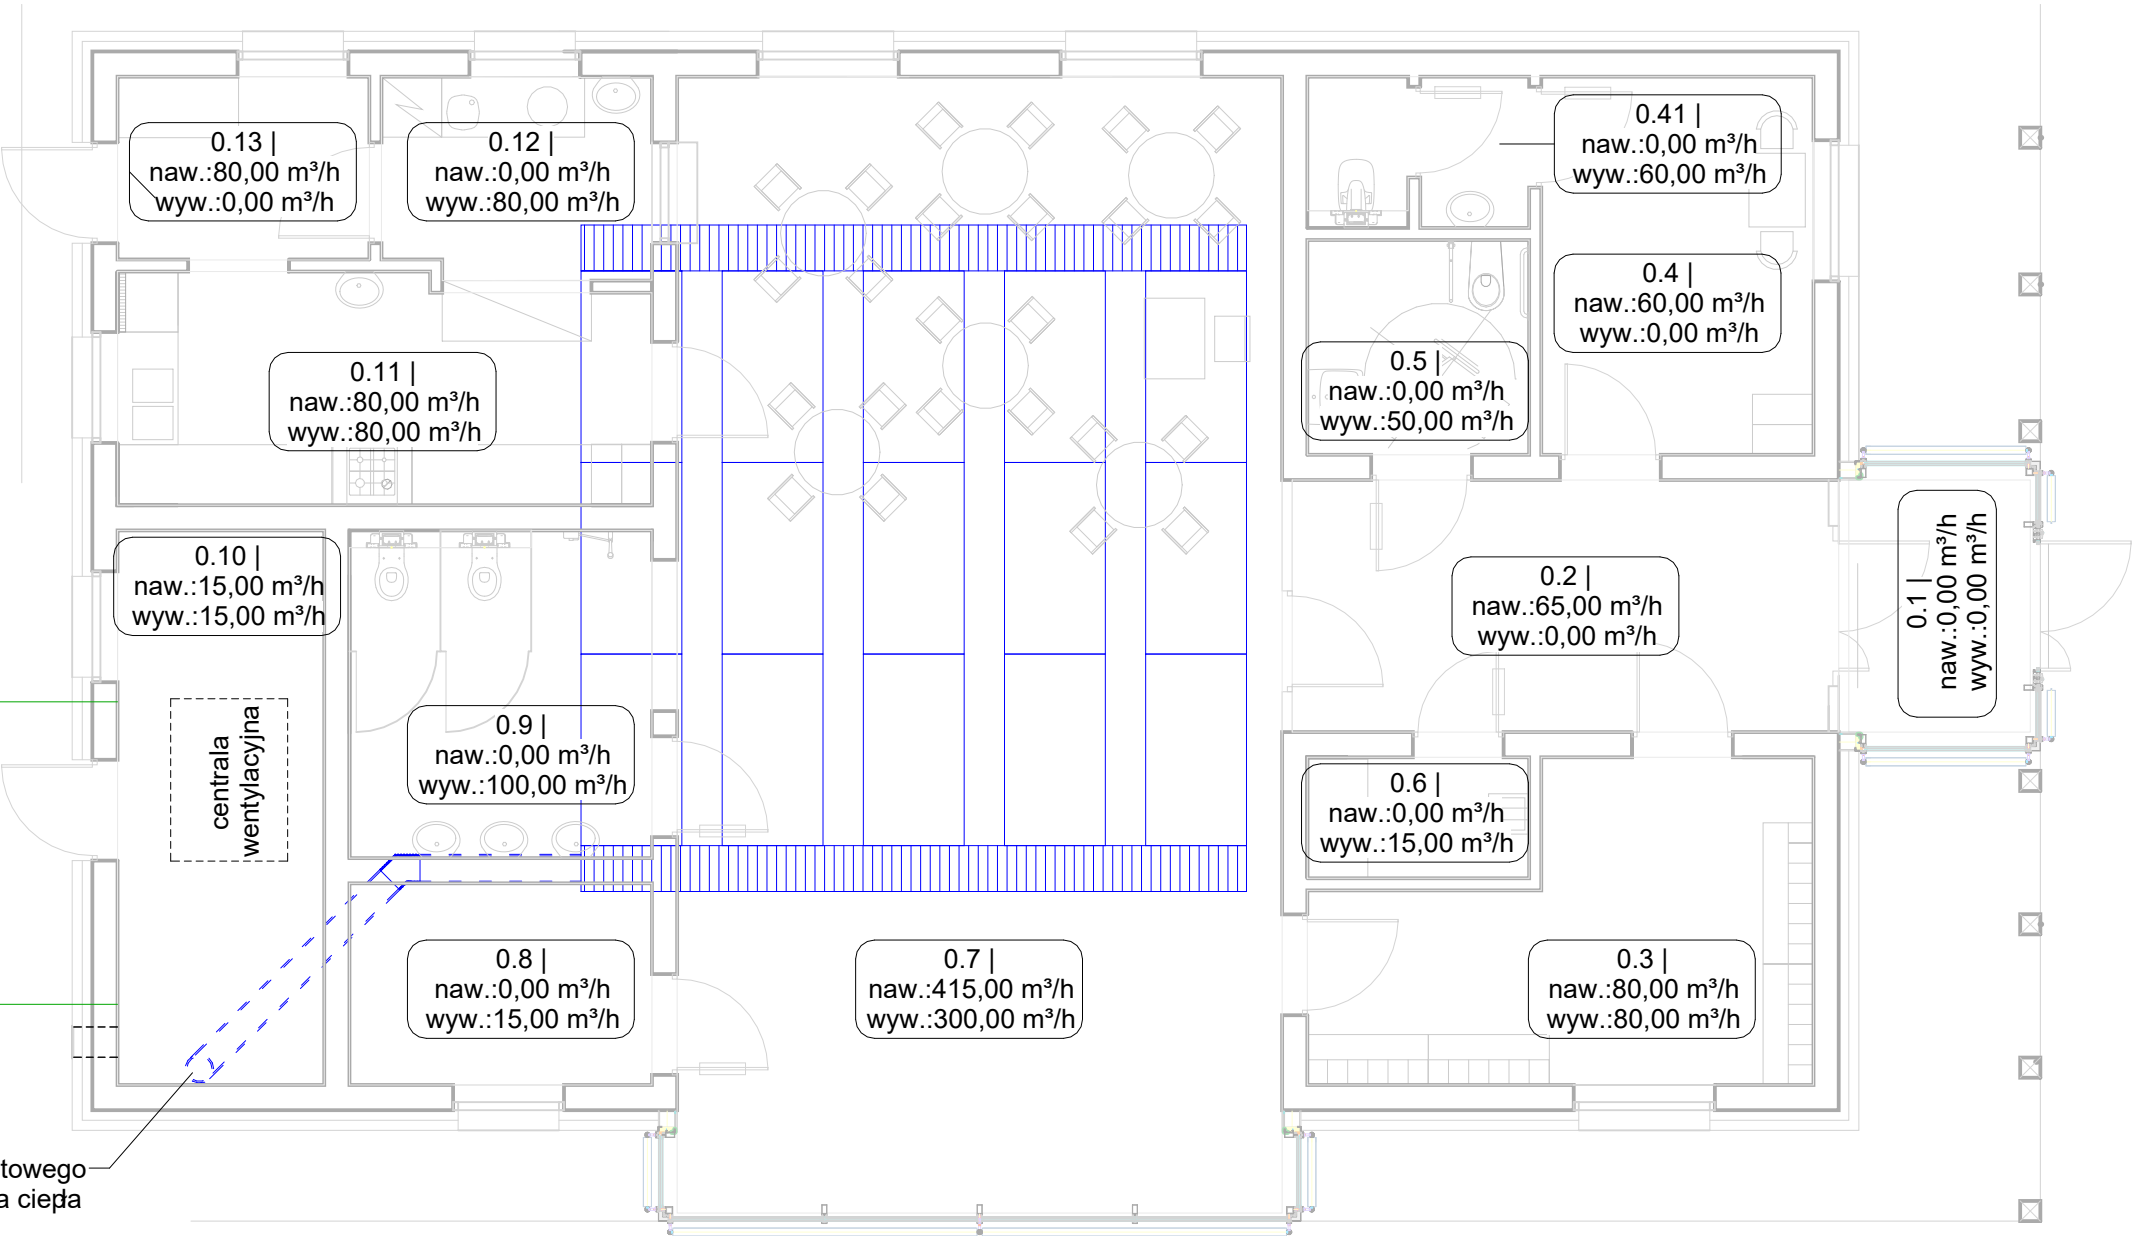 0.13 |
naw.:80,00 m³/h
wyw.:0,00 m³/h
0.12 |
naw.:0,00 m³/h
wyw.:80,00 m³/h
0.41 |
naw.:0,00 m³/h
wyw.:60,00 m³/h
0.4 |
naw.:60,00 m³/h
wyw.:0,00 m³/h
0.5 |
naw.:0,00 m³/h
wyw.:50,00 m³/h
0.11 |
naw.:80,00 m³/h
wyw.:80,00 m³/h
0.10 |
naw.:15,00 m³/h
wyw.:15,00 m³/h
0.2 |
naw.:65,00 m³/h
wyw.:0,00 m³/h
0.1 |
naw.:0,00 m³/h
wyw.:0,00 m³/h
centrala
wentylacyjna
0.9 |
naw.:0,00 m³/h
wyw.:100,00 m³/h
0.6 |
naw.:0,00 m³/h
wyw.:15,00 m³/h
0.8 |
naw.:0,00 m³/h
wyw.:15,00 m³/h
0.7 |
naw.:415,00 m³/h
wyw.:300,00 m³/h
0.3 |
naw.:80,00 m³/h
wyw.:80,00 m³/h
towego
a ciepła